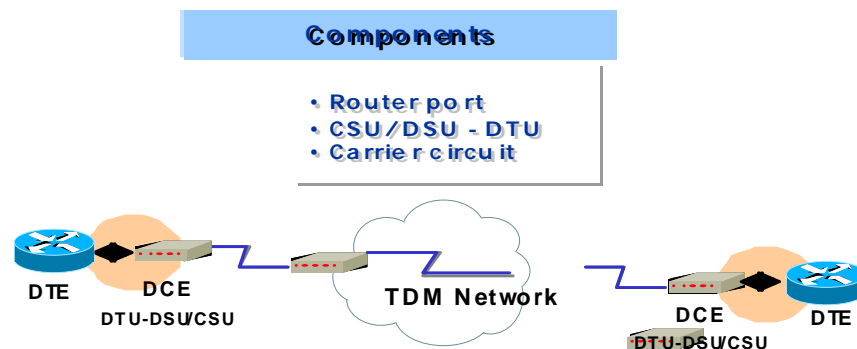 Components
• Router port
• CSU/DSU - DTU
• Carrier circuit
DTE
DCE
DTU-DSU/CSU
TDM Network
DCE
DTE
DTU-DSU/CSU